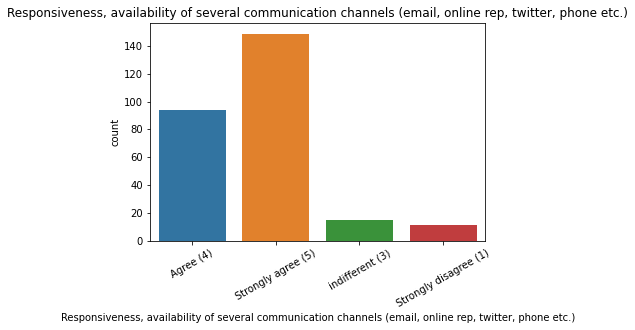 Responsiveness, availability of several communication channels (email, online rep, twitter, phone etc.)
140
120
100
80
60
40
20
0
count
Agree (4)
Strongly agree (5)
Indifferent (3)
Strongly disagree (1)
Responsiveness, availability of several communication channels (email, online rep, twitter, phone etc.)